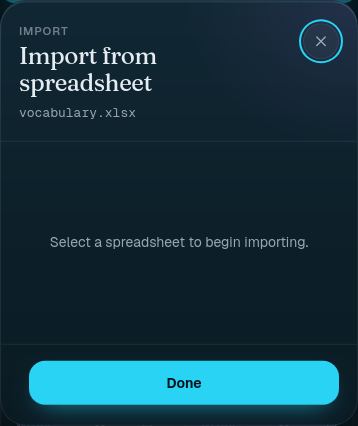 IMPORT
Import from
spreadsheet
vocabulary.xlsx
Select a spreadsheet to begin importing.
Done